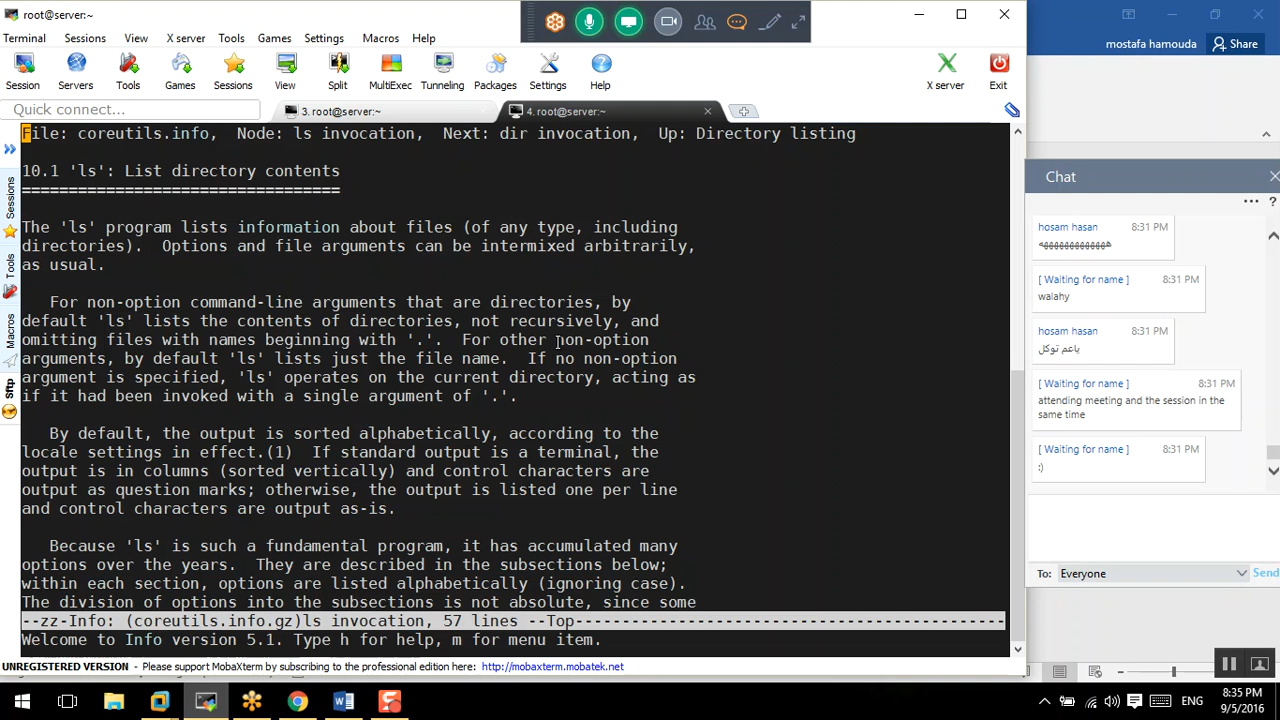 root@server:~
Terminal Sessions View X server Tools Games Settings Macros Help
mostafa hamouda Share
Session Servers Tools Games Sessions View Split MultiExec Tunneling Packages Settings Help X server Exit
Quick connect... 3. root@server:~ 4. root@server:~
Sessions
Tools
Macros
Sftp
File: coreutils.info, Node: ls invocation, Next: dir invocation, Up: Directory listing
10.1 'ls': List directory contents
==================================
The 'ls' program lists information about files (of any type, including
directories). Options and file arguments can be intermixed arbitrarily,
as usual.
For non-option command-line arguments that are directories, by
default 'ls' lists the contents of directories, not recursively, and
omitting files with names beginning with '.'. For other non-option
arguments, by default 'ls' lists just the file name. If no non-option
argument is specified, 'ls' operates on the current directory, acting as
if it had been invoked with a single argument of '.'.
By default, the output is sorted alphabetically, according to the
locale settings in effect.(1) If standard output is a terminal, the
output is in columns (sorted vertically) and control characters are
output as question marks; otherwise, the output is listed one per line
and control characters are output as-is.
Because 'ls' is such a fundamental program, it has accumulated many
options over the years. They are described in the subsections below;
within each section, options are listed alphabetically (ignoring case).
The division of options into the subsections is not absolute, since some
--zz-Info: (coreutils.info.gz)ls invocation, 57 lines --Top----------------------------------------------
Welcome to Info version 5.1. Type h for help, m for menu item.
UNREGISTERED VERSION - Please support MobaXterm by subscribing to the professional edition here: http://mobaxterm.mobatek.net
Chat
?
hosam hasan 8:31 PM
[ Waiting for name ] 8:31 PM
walahy
hosam hasan 8:31 PM
ياعم توكل
[ Waiting for name ] 8:31 PM
attending meeting and the session in the
same time
[ Waiting for name ] 8:31 PM
:)
To: Everyone Send
ENG
8:35 PM
9/5/2016